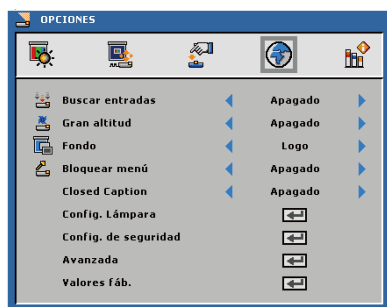 OPCIONES
Buscar entradas Apagado
Gran altitud Apagado
Fondo Logo
Bloquear menú Apagado
Closed Caption Apagado
Config. Lámpara
Config. de seguridad
Avanzada
Valores fáb.